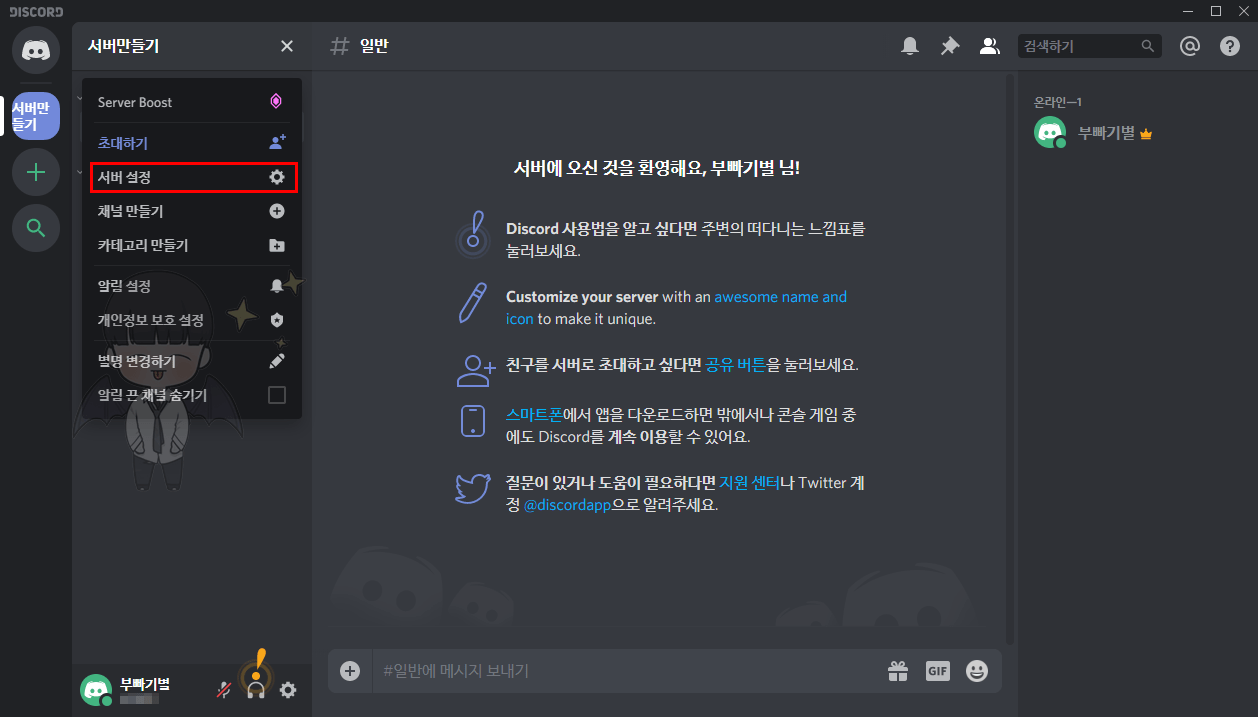 DISCORD
서버만들기
서버만
들기
Server Boost
초대하기
서버 설정
채널 만들기
카테고리 만들기
알림 설정
개인정보 보호 설정
별명 변경하기
알림 끈 채널 숨기기
부빠기별
# 일반
검색하기
서버에 오신 것을 환영해요, 부빠기별 님!
Discord 사용법을 알고 싶다면 주변의 떠다니는 느낌표를
눌러보세요.
Customize your server with an awesome name and
icon to make it unique.
친구를 서버로 초대하고 싶다면 공유 버튼을 눌러보세요.
스마트폰에서 앱을 다운로드하면 밖에서나 콘솔 게임 중
에도 Discord를 계속 이용할 수 있어요.
질문이 있거나 도움이 필요하다면 지원 센터나 Twitter 계
정 @discordapp으로 알려주세요.
#일반에 메시지 보내기
GIF
온라인—1
부빠기별